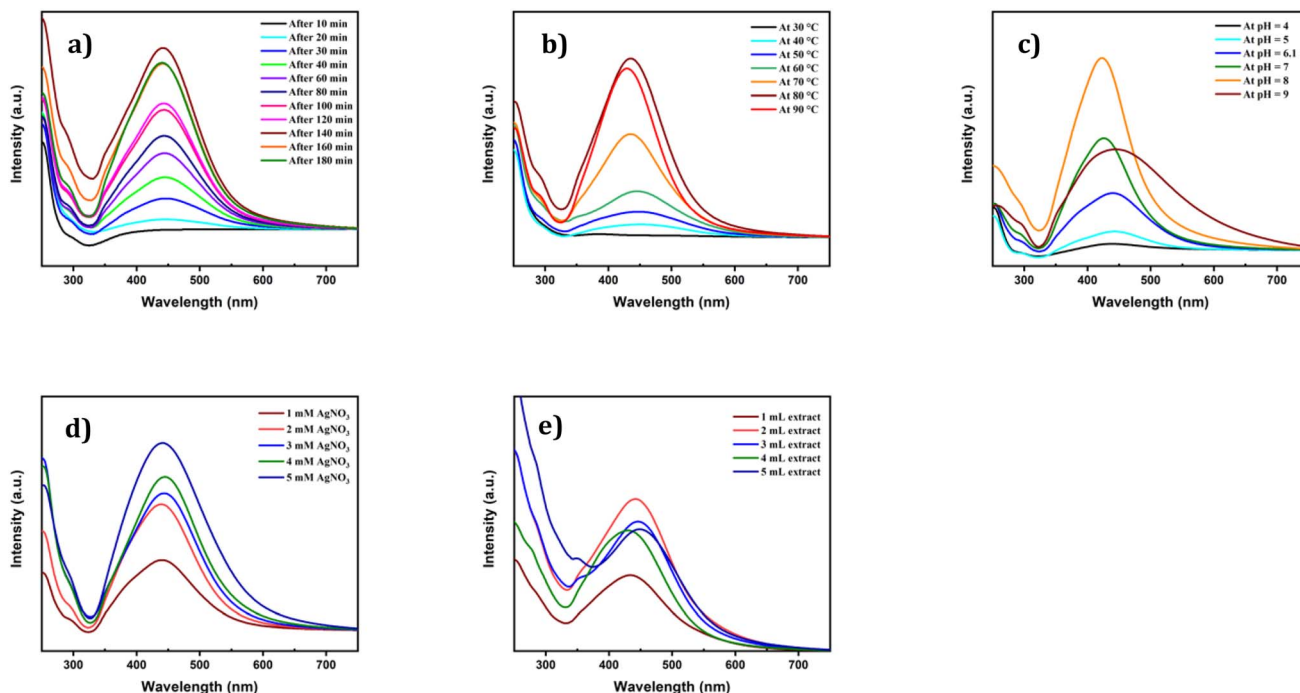 a)
After 10 min
After 20 min
After 30 min
After 40 min
After 60 min
After 80 min
After 100 min
After 120 min
After 140 min
After 160 min
After 180 min
Intensity (a.u.)
300 400 500 600 700
Wavelength (nm)
b)
At 30 °C
At 40 °C
At 50 °C
At 60 °C
At 70 °C
At 80 °C
At 90 °C
Intensity (a.u.)
300 400 500 600 700
Wavelength (nm)
c)
At pH = 4
At pH = 5
At pH = 6.1
At pH = 7
At pH = 8
At pH = 9
Intensity (a.u.)
300 400 500 600 700
Wavelength (nm)
d)
1 mM AgNO₃
2 mM AgNO₃
3 mM AgNO₃
4 mM AgNO₃
5 mM AgNO₃
Intensity (a.u.)
300 400 500 600 700
Wavelength (nm)
e)
1 mL extract
2 mL extract
3 mL extract
4 mL extract
5 mL extract
Intensity (a.u.)
300 400 500 600 700
Wavelength (nm)